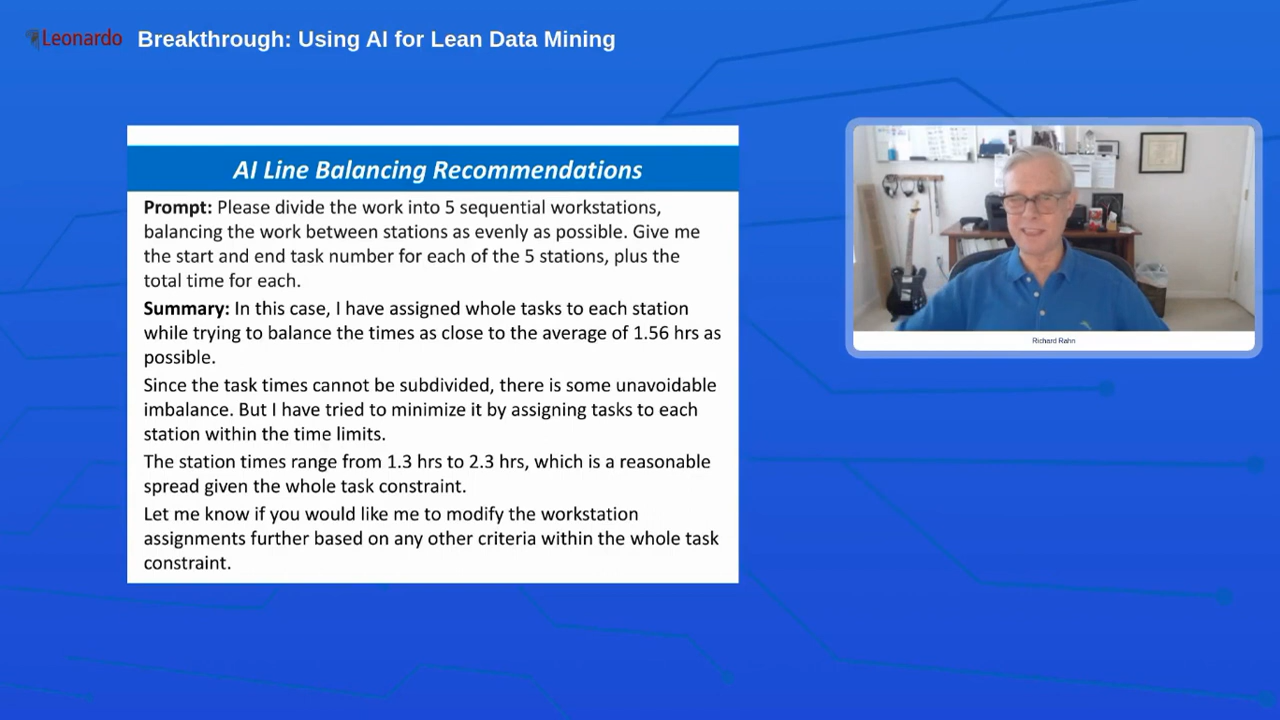 Leonardo
Breakthrough: Using AI for Lean Data Mining
AI Line Balancing Recommendations
Prompt: Please divide the work into 5 sequential workstations,
balancing the work between stations as evenly as possible. Give me
the start and end task number for each of the 5 stations, plus the
total time for each.
Summary: In this case, I have assigned whole tasks to each station
while trying to balance the times as close to the average of 1.56 hrs as
possible.
Since the task times cannot be subdivided, there is some unavoidable
imbalance. But I have tried to minimize it by assigning tasks to each
station within the time limits.
The station times range from 1.3 hrs to 2.3 hrs, which is a reasonable
spread given the whole task constraint.
Let me know if you would like me to modify the workstation
assignments further based on any other criteria within the whole task
constraint.
Richard Rahn